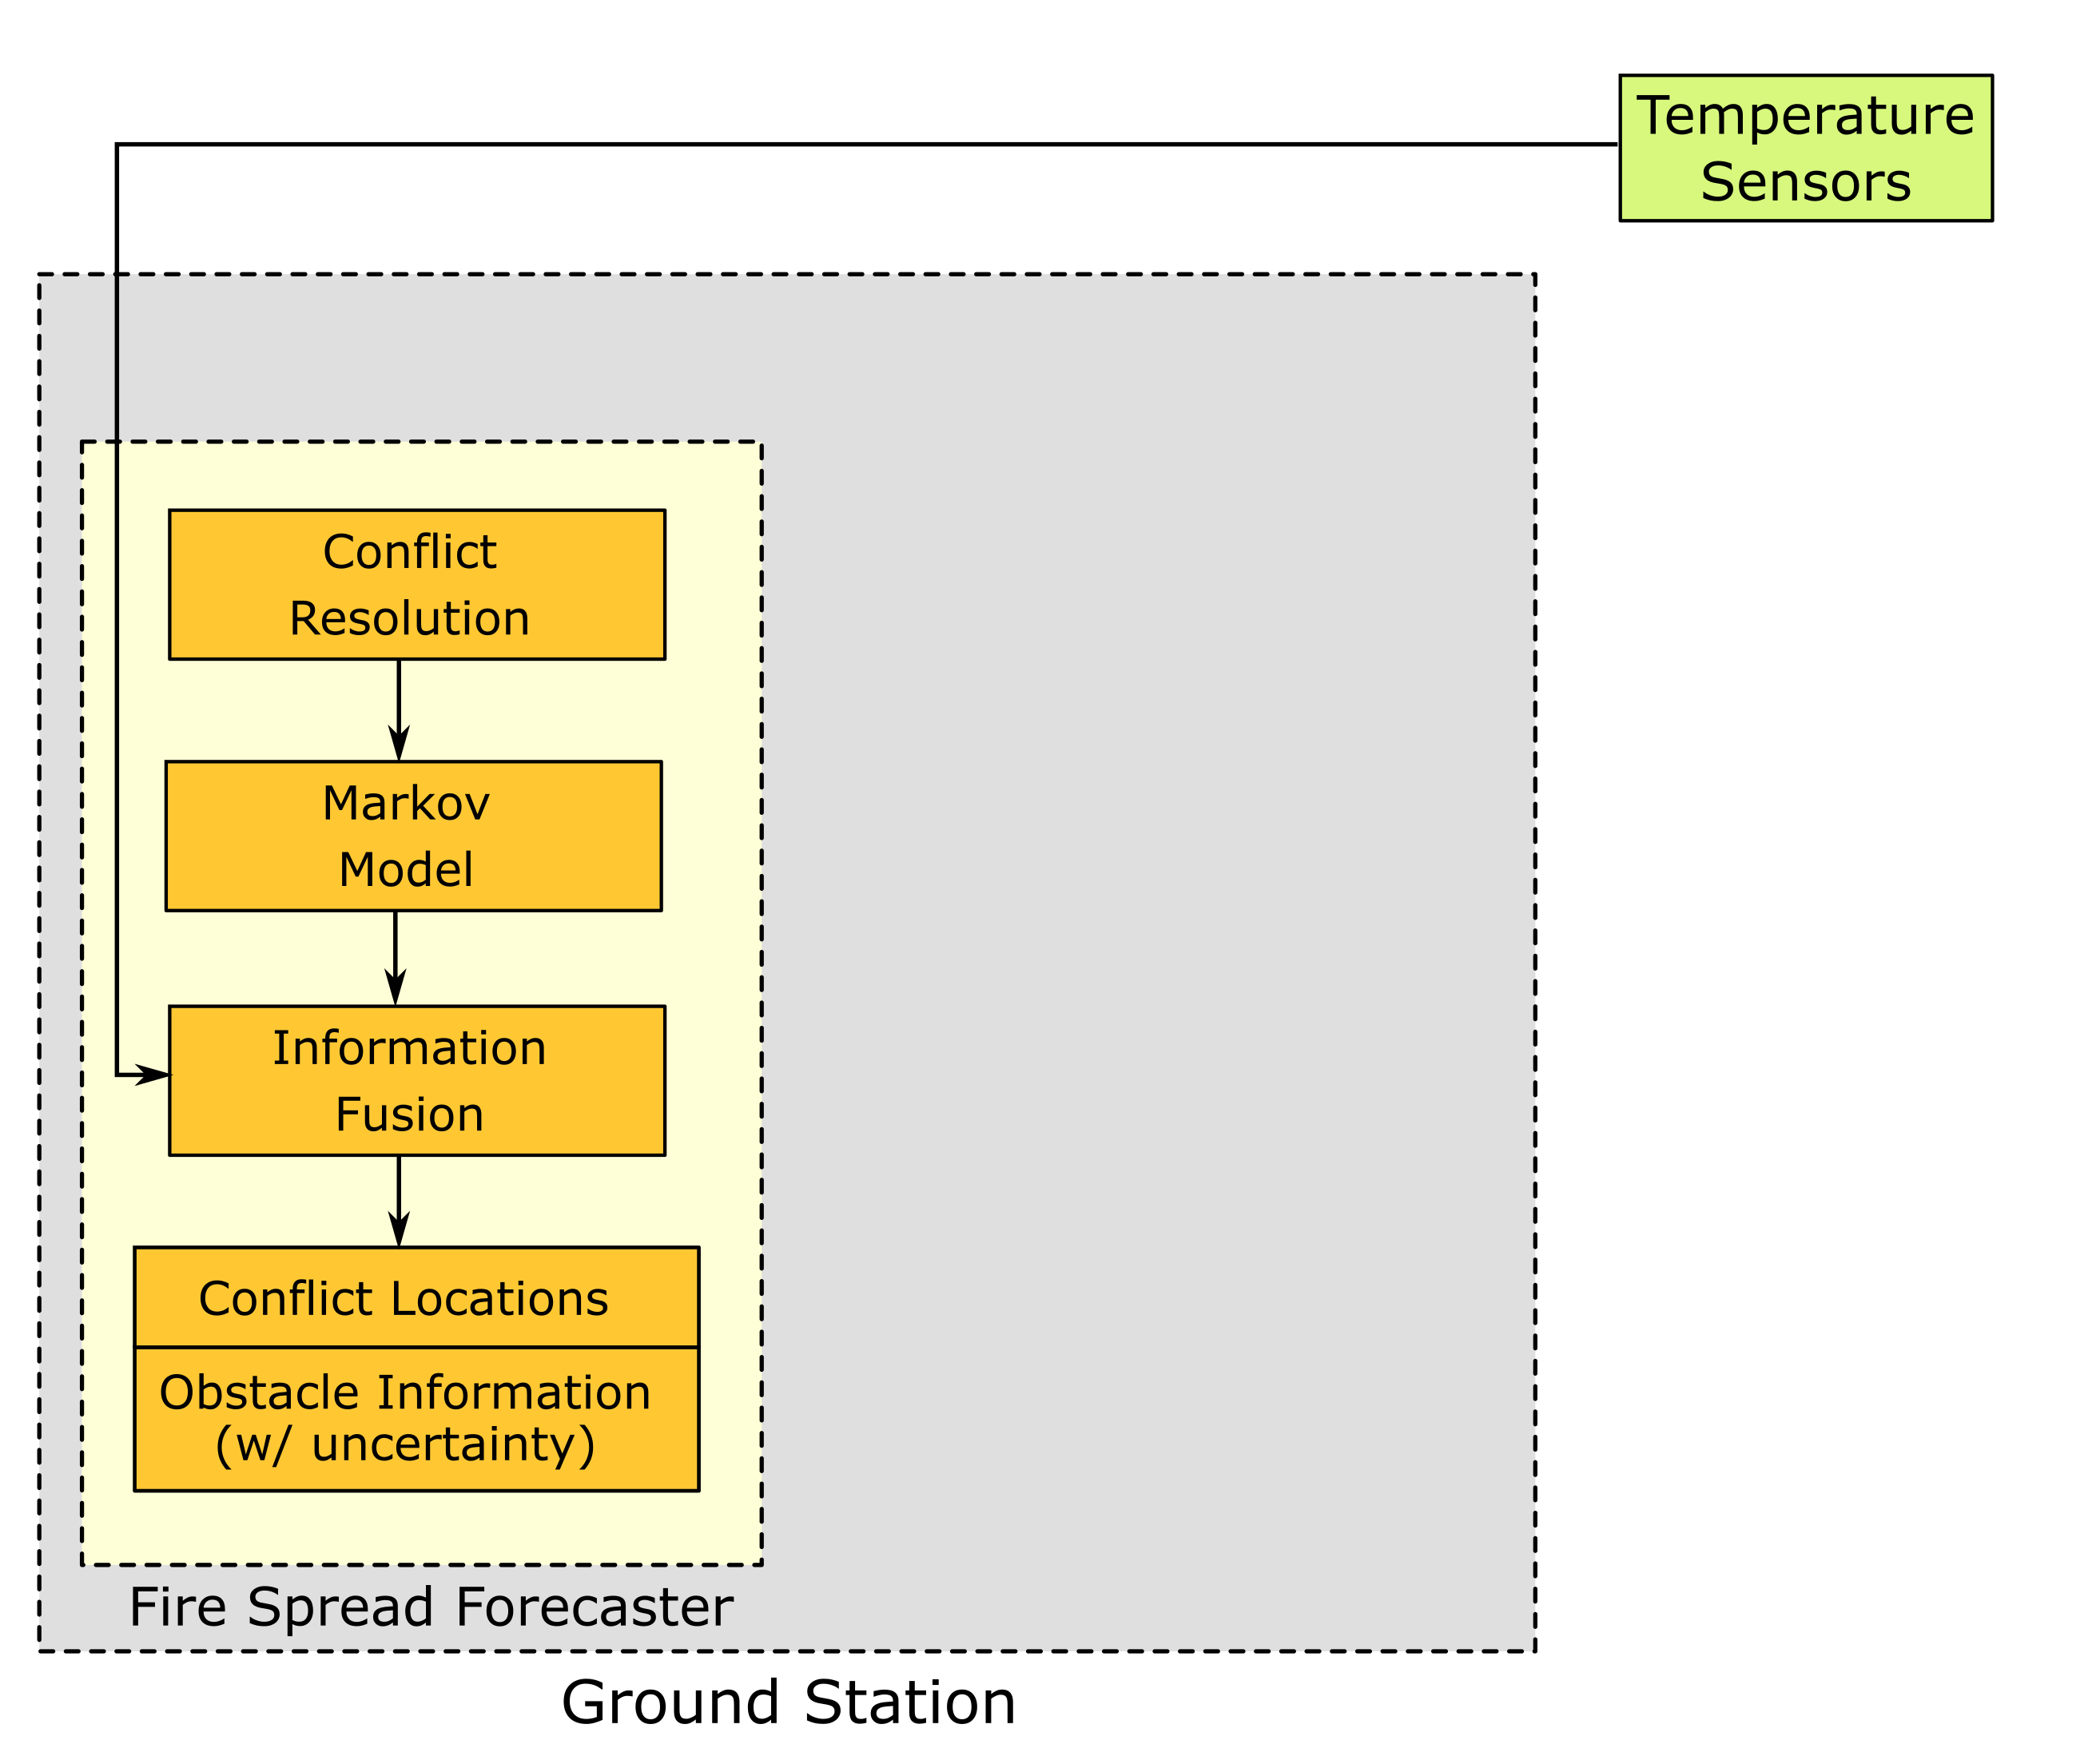 Temperature
Sensors
Conflict
Resolution
Markov
Model
Information
Fusion
Conflict Locations
Obstacle Information
(w/ uncertainty)
Fire Spread Forecaster
Ground Station